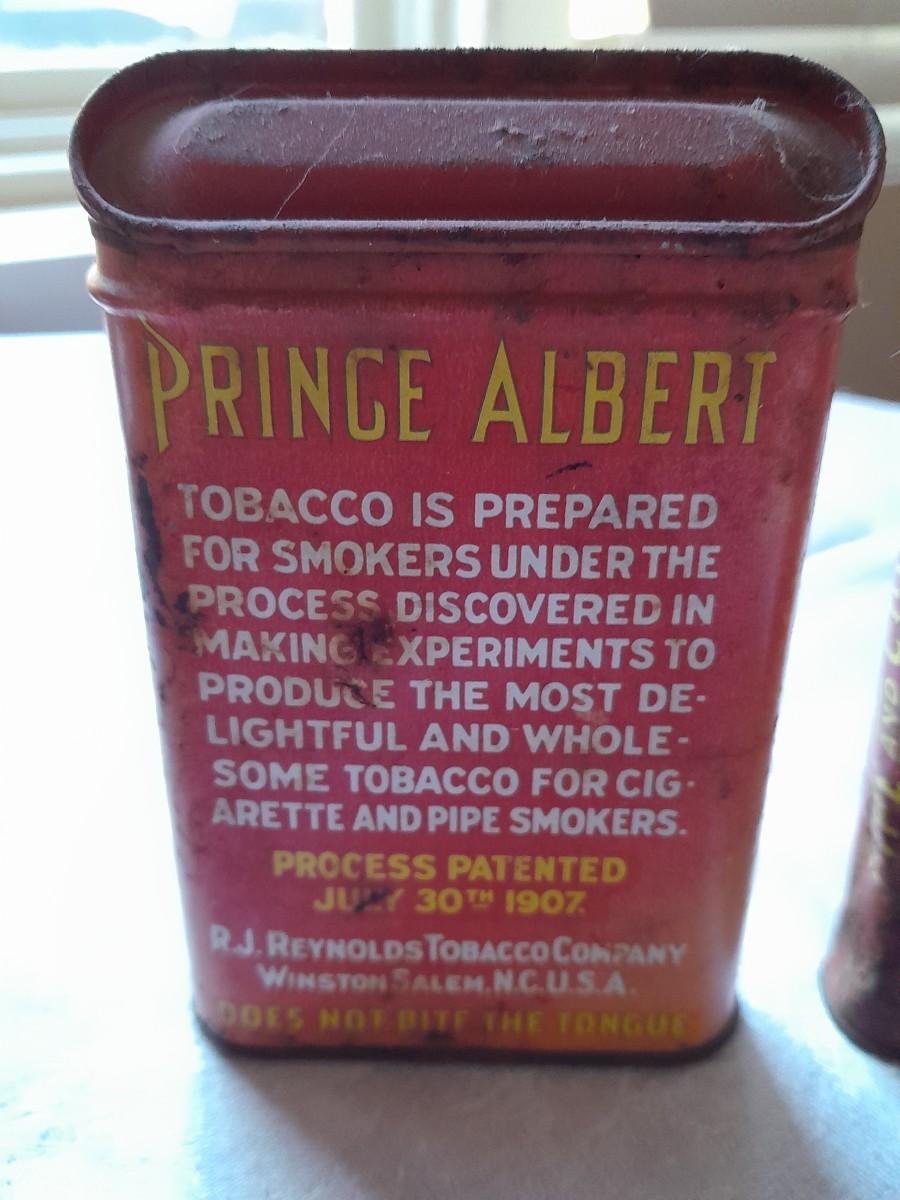 PRINCE ALBERT
TOBACCO IS PREPARED
FOR SMOKERS UNDER THE
PROCESS DISCOVERED IN
MAKING EXPERIMENTS TO
PRODUCE THE MOST DE-
LIGHTFUL AND WHOLE-
SOME TOBACCO FOR CIG-
ARETTE AND PIPE SMOKERS.
PROCESS PATENTED
JULY 30TH 1907.
R.J. REYNOLDS TOBACCO COMPANY
WINSTON SALEM, N.C. U.S.A.
DOES NOT BITE THE TONGUE
AND